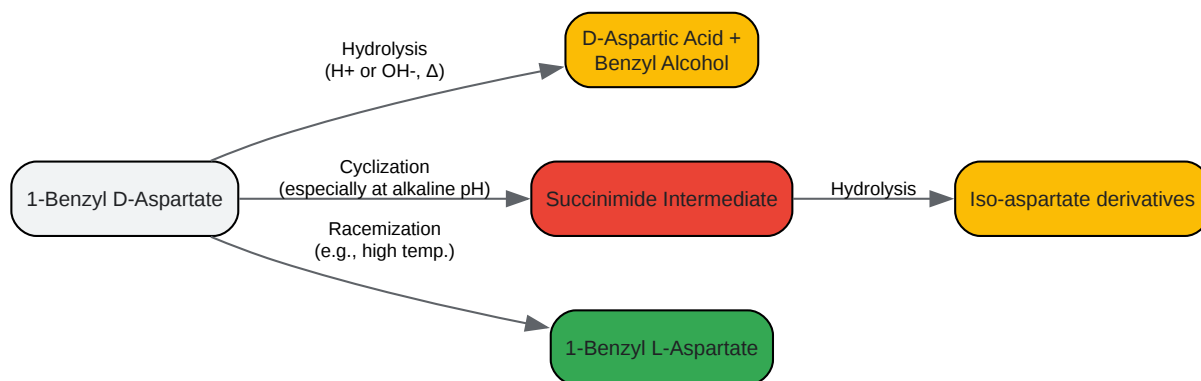 D-Aspartic Acid +
Benzyl Alcohol
Hydrolysis
(H+ or OH-, Δ)
1-Benzyl D-Aspartate
Cyclization
(especially at alkaline pH)
Succinimide Intermediate
Hydrolysis
Iso-aspartate derivatives
Racemization
(e.g., high temp.)
1-Benzyl L-Aspartate